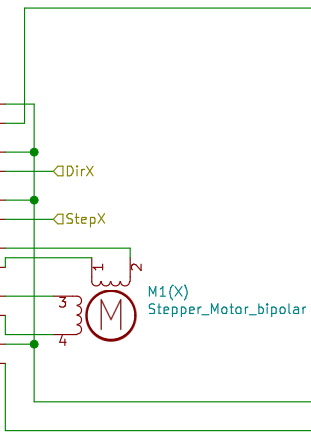 DirX
StepX
1 2
M1(X)
3
Stepper_Motor_bipolar
M
4